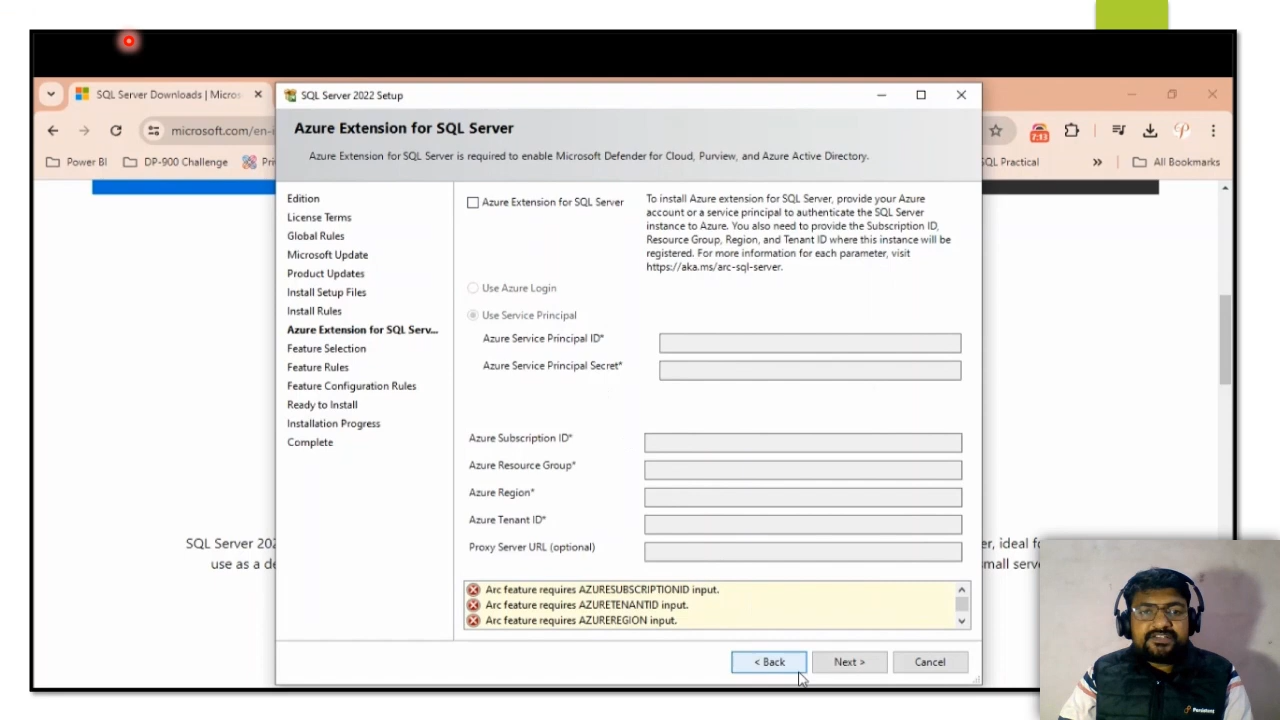 SQL Server Downloads | Micros
SQL Server 2022 Setup
microsoft.com/en-
7:13
Power BI
DP-900 Challenge
Pri
SQL Practical
»
All Bookmarks
Azure Extension for SQL Server
Azure Extension for SQL Server is required to enable Microsoft Defender for Cloud, Purview, and Azure Active Directory.
Edition
License Terms
Global Rules
Microsoft Update
Product Updates
Install Setup Files
Install Rules
Azure Extension for SQL Serv...
Feature Selection
Feature Rules
Feature Configuration Rules
Ready to Install
Installation Progress
Complete
Azure Extension for SQL Server
To install Azure extension for SQL Server, provide your Azure
account or a service principal to authenticate the SQL Server
instance to Azure. You also need to provide the Subscription ID,
Resource Group, Region, and Tenant ID where this instance will be
registered. For more information for each parameter, visit
https://aka.ms/arc-sql-server.
Use Azure Login
Use Service Principal
Azure Service Principal ID*
Azure Service Principal Secret*
Azure Subscription ID*
Azure Resource Group*
Azure Region*
Azure Tenant ID*
Proxy Server URL (optional)
Arc feature requires AZURESUBSCRIPTIONID input.
Arc feature requires AZURETENANTID input.
Arc feature requires AZUREREGION input.
< Back
Next >
Cancel
SQL Server 202
use as a de
er, ideal fo
small serve
Persistent